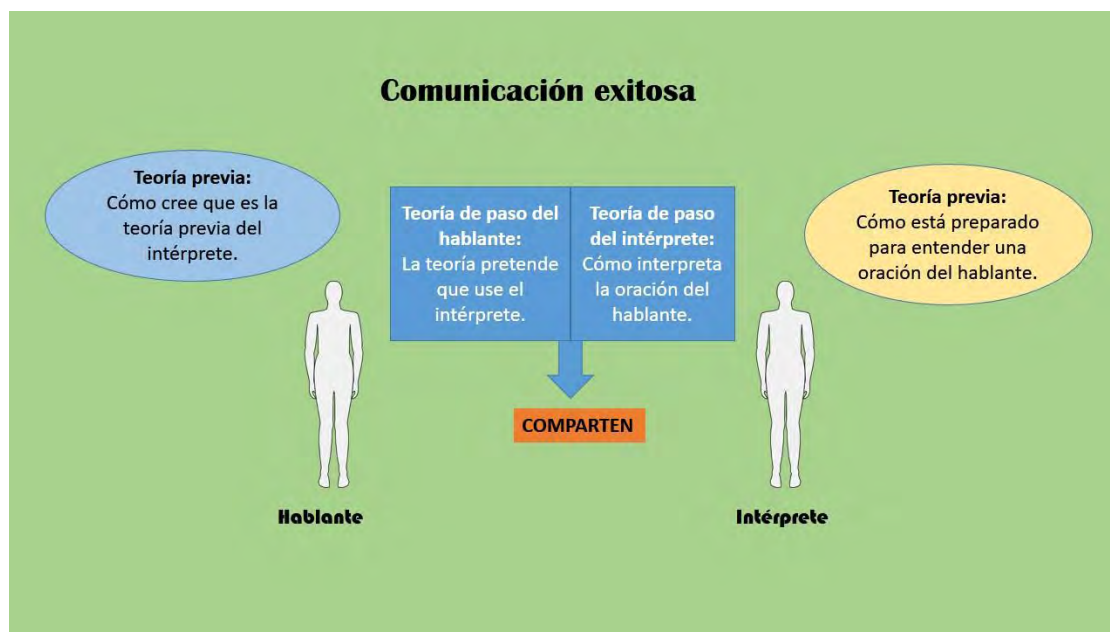 Comunicación exitosa
Teoría previa:
Cómo cree que es la
teoría previa del
intérprete.
Teoría de paso del
hablante:
La teoría pretende
que use el
intérprete.
Teoría de paso
del intérprete:
Cómo interpreta
la oración del
hablante.
Teoría previa:
Cómo está preparado
para entender una
oración del hablante.
COMPARTEN
Hablante
Intérprete